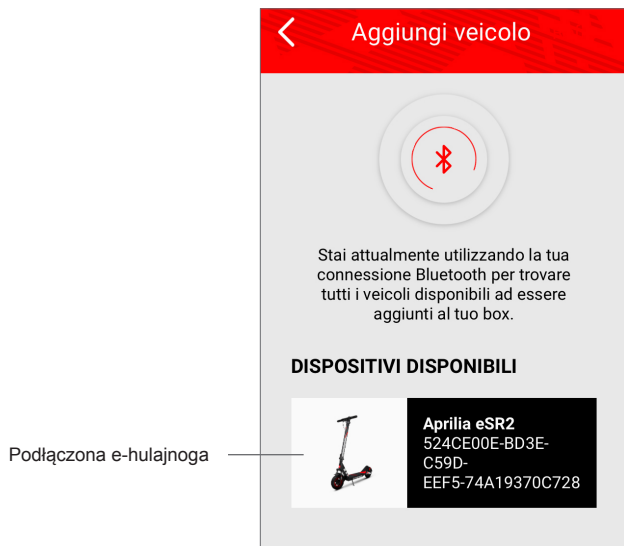 Aggiungi veicolo
Stai attualmente utilizzando la tua
connessione Bluetooth per trovare
tutti i veicoli disponibili ad essere
aggiunti al tuo box.
DISPOSITIVI DISPONIBILI
Podłączona e-hulajnoga
Aprilia eSR2
524CE00E-BD3E-
C59D-
EEF5-74A19370C728